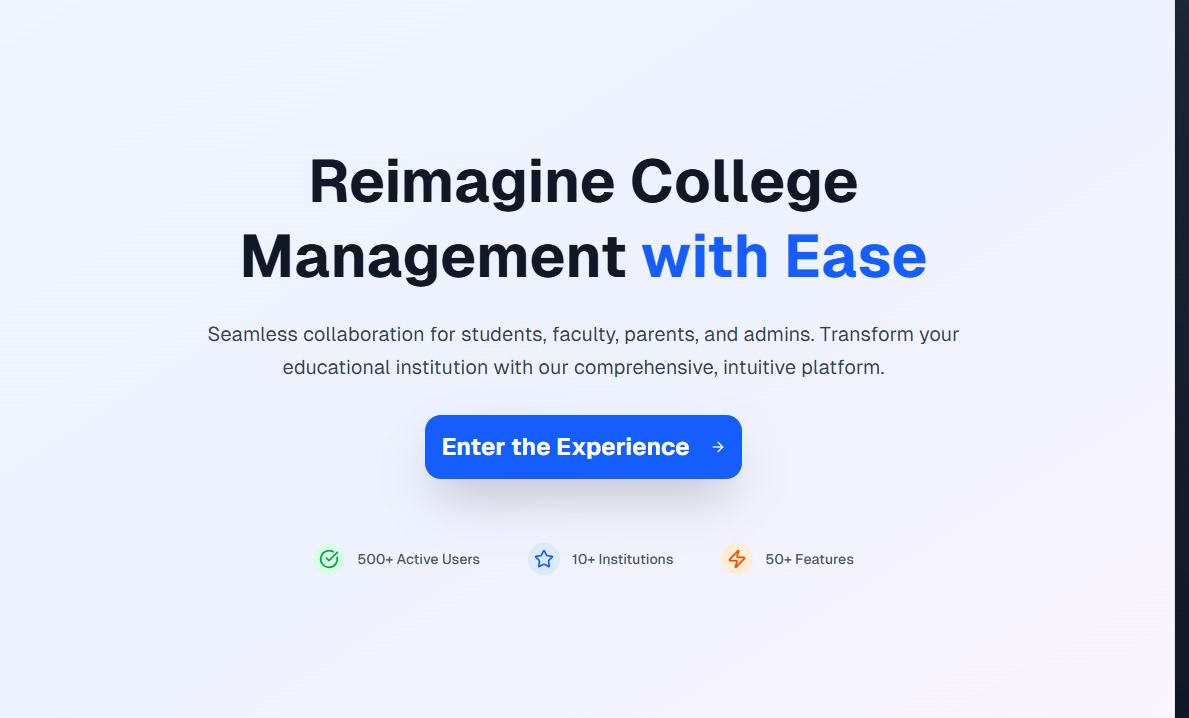 Reimagine College
Management with Ease
Seamless collaboration for students, faculty, parents, and admins. Transform your
educational institution with our comprehensive, intuitive platform.
Enter the Experience →
500+ Active Users
10+ Institutions
50+ Features